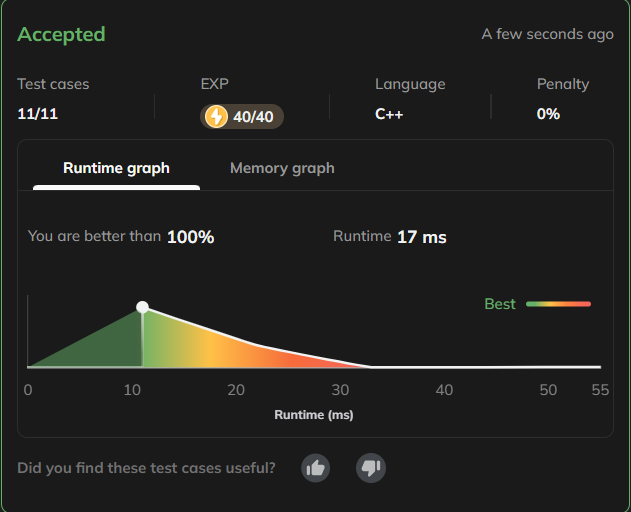 Accepted A few seconds ago
Test cases EXP Language Penalty
11/11 40/40 C++ 0%
Runtime graph Memory graph
You are better than 100% Runtime 17 ms
Best
0 10 20 30 40 50 55
Runtime (ms)
Did you find these test cases useful?